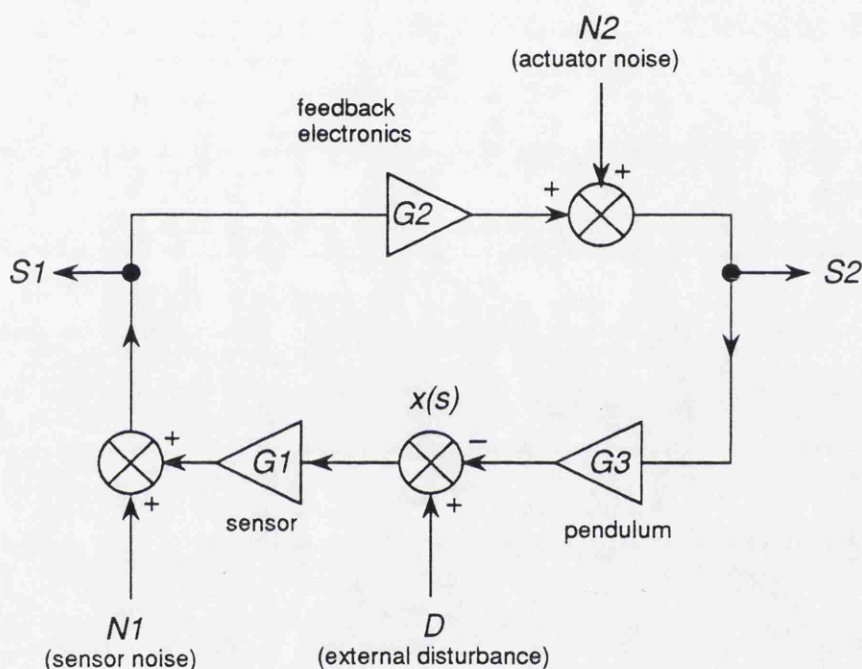 N2
(actuator noise)
feedback
electronics
+
+
G2
S1
S2
x(s)
+
G1
−
G3
+
+
sensor
pendulum
N1
(sensor noise)
D
(external disturbance)